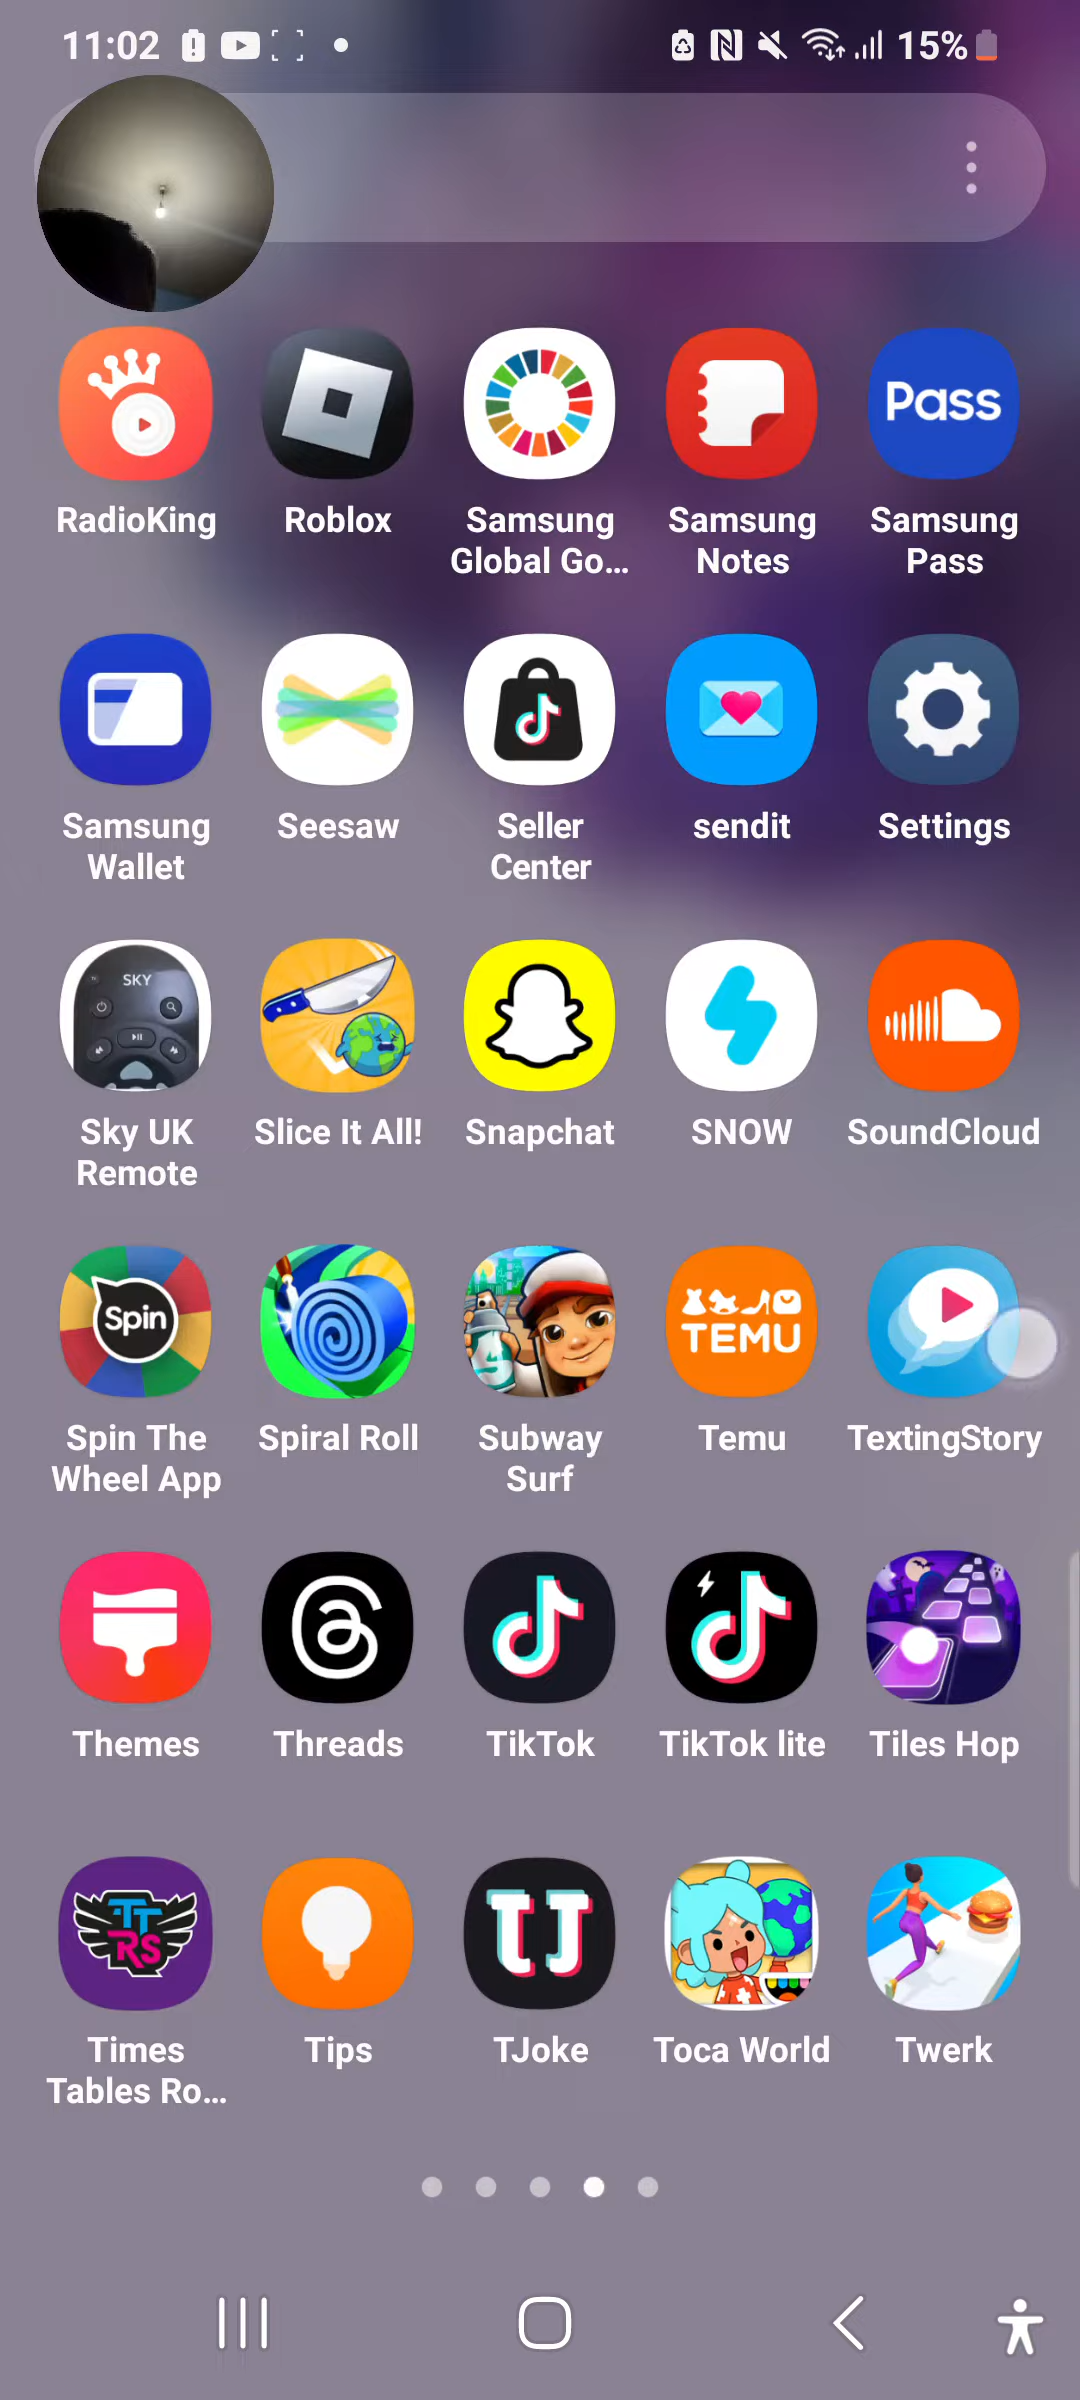 11:02
15%
RadioKing
Roblox
Samsung
Global Go...
Samsung
Notes
Pass
Samsung
Pass
Samsung
Wallet
Seesaw
Seller
Center
sendit
Settings
SKY
Sky UK
Remote
Slice It All!
Snapchat
SNOW
SoundCloud
Spin
Spin The
Wheel App
Spiral Roll
Subway
Surf
TEMU
Temu
TextingStory
Themes
Threads
TikTok
TikTok lite
Tiles Hop
TT
RS
Times
Tables Ro...
Tips
TJ
TJoke
Toca World
Twerk